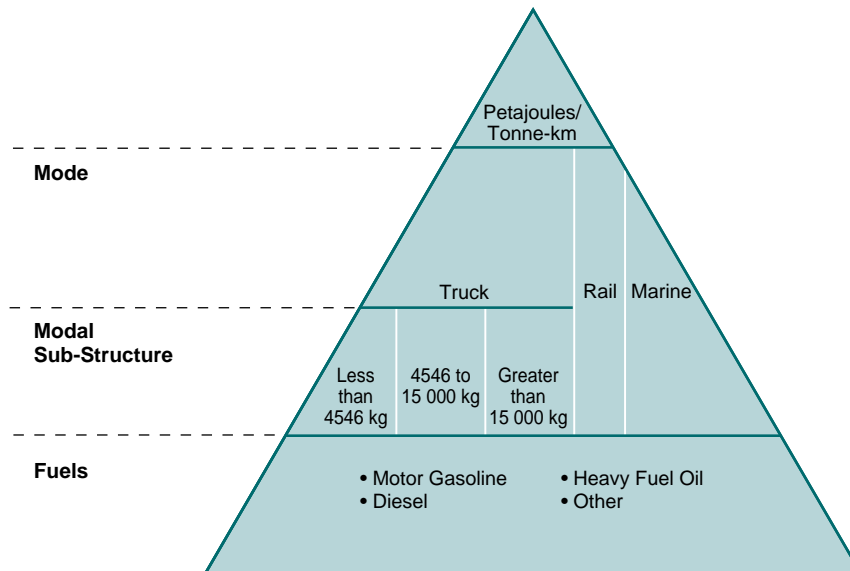 Petajoules/
Tonne-km
Mode
Truck
Rail
Marine
Modal
Sub-Structure
Less
than
4546 kg
4546 to
15 000 kg
Greater
than
15 000 kg
Fuels
• Motor Gasoline
• Diesel
• Heavy Fuel Oil
• Other